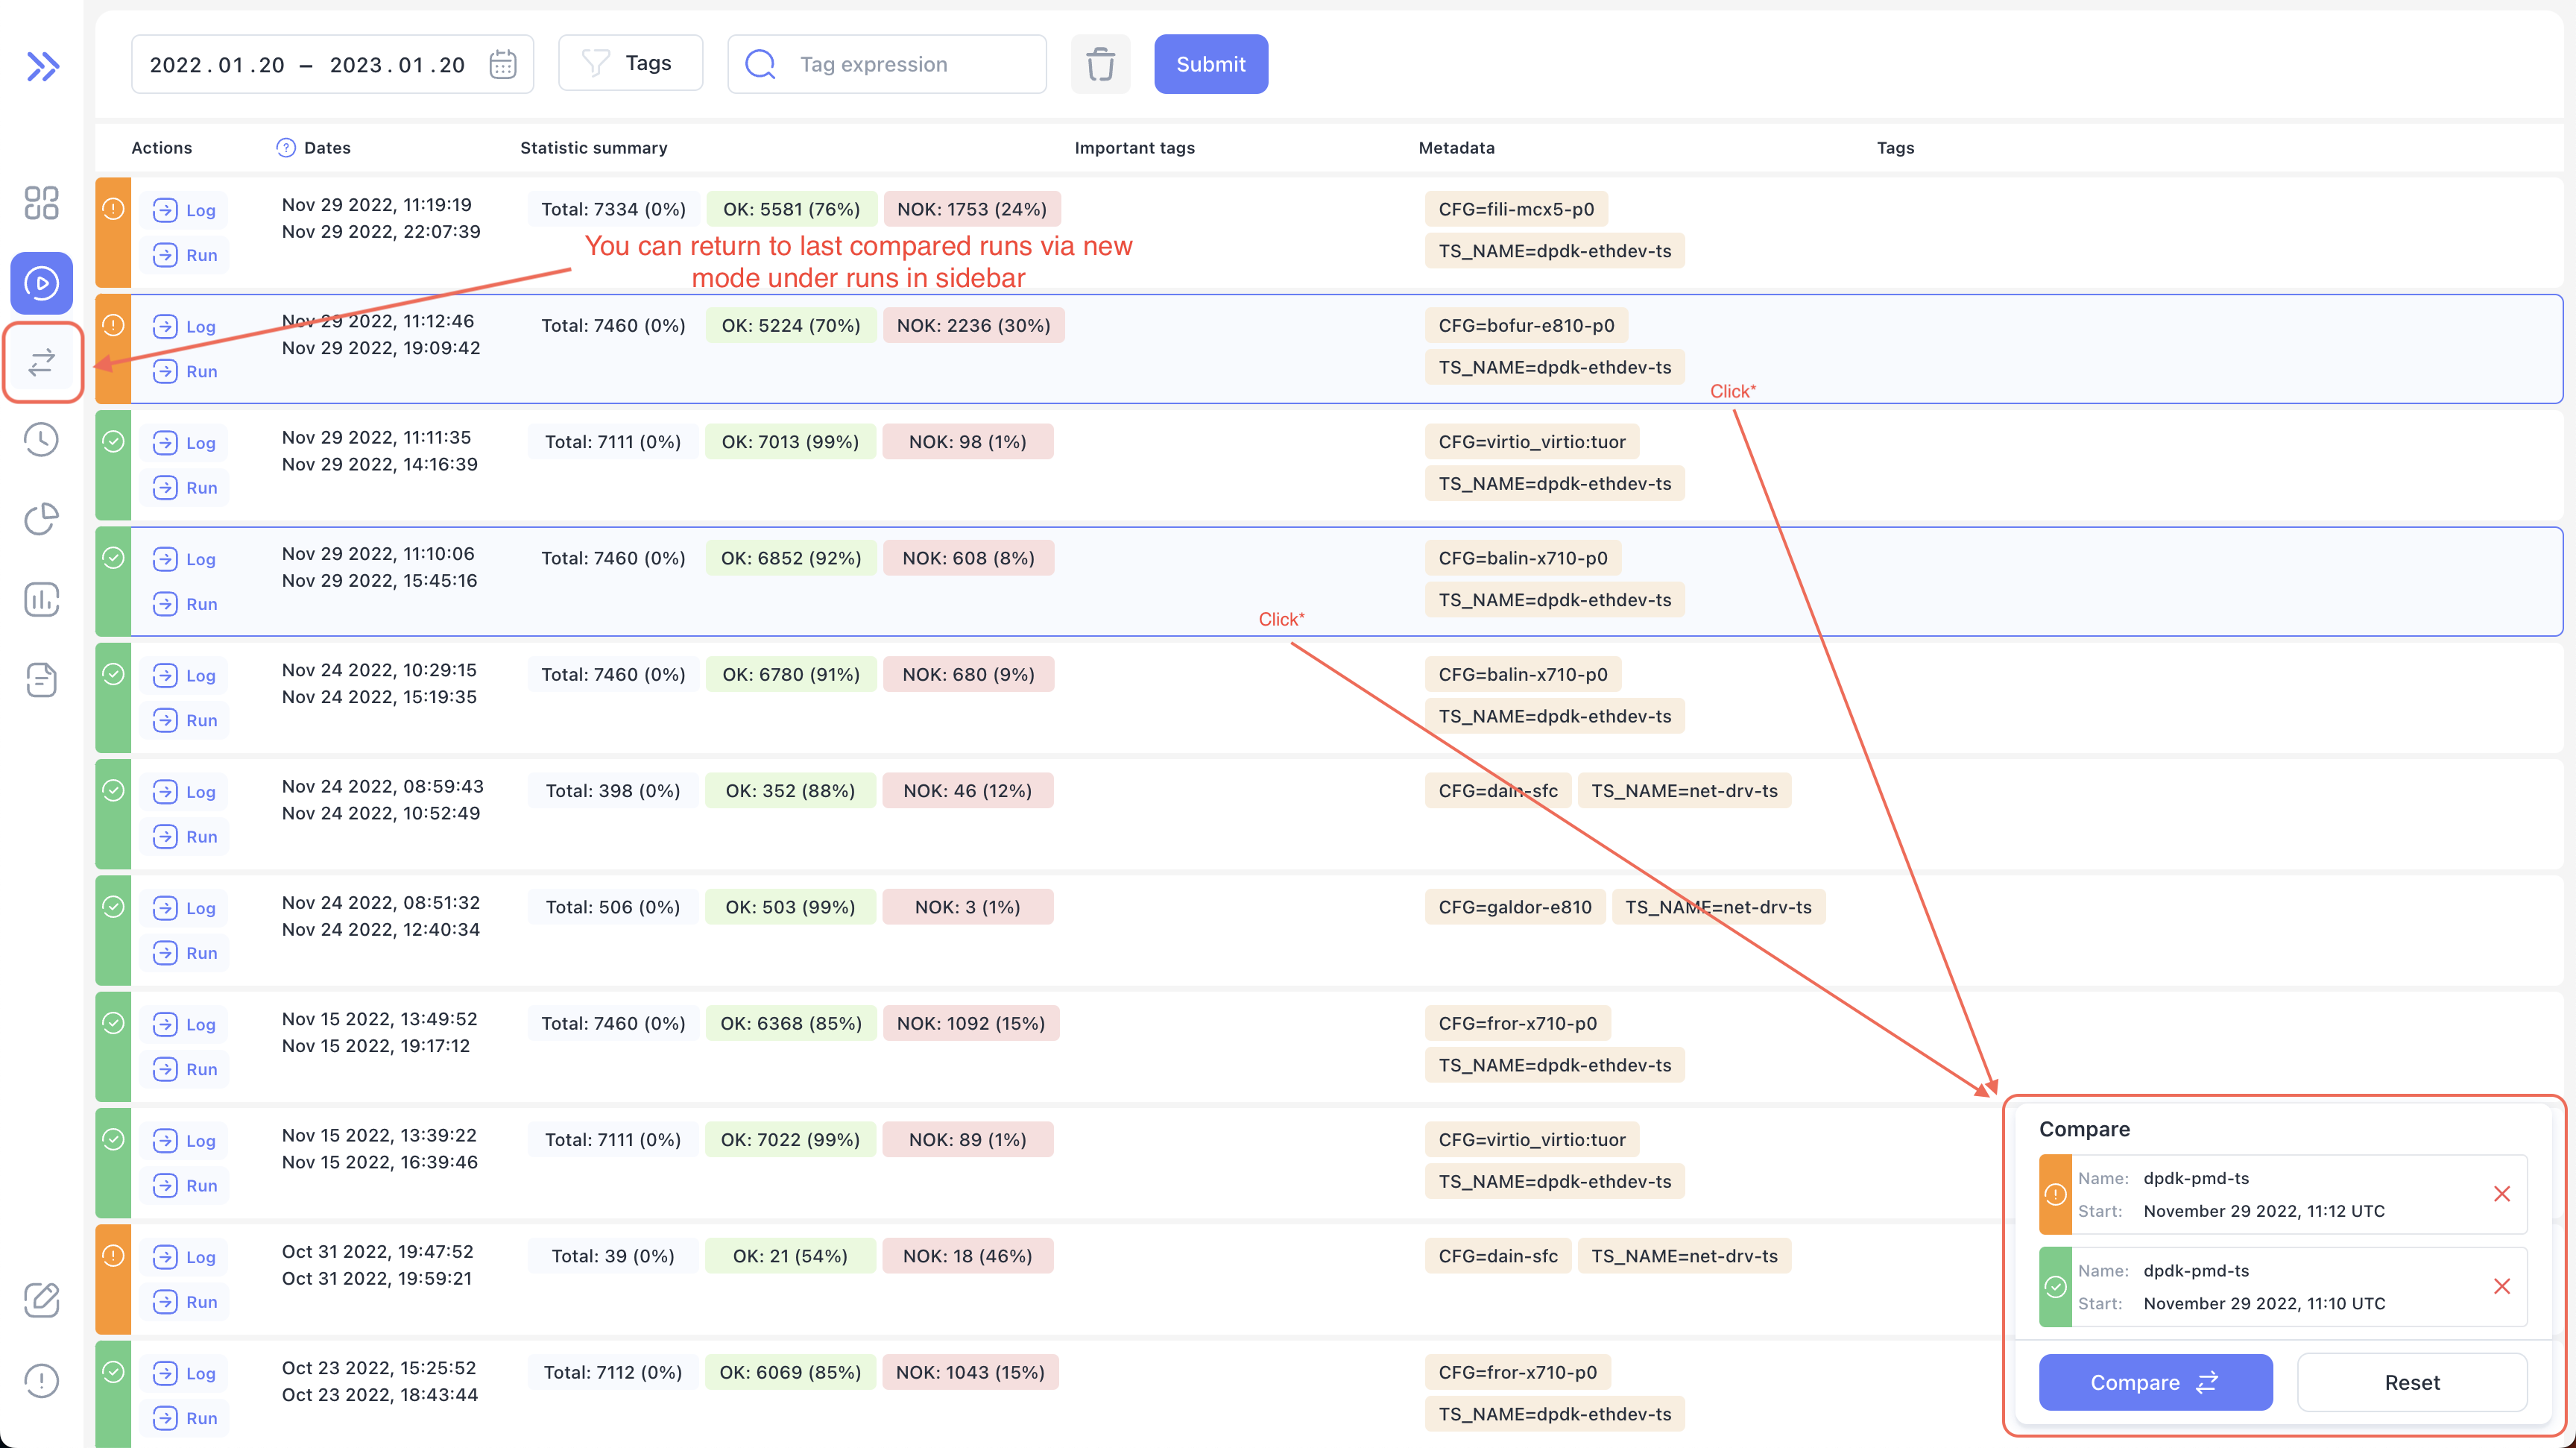 2022.01.20 – 2023.01.20 Tags Tag expression Submit
Actions Dates Statistic summary Important tags Metadata Tags
Log Nov 29 2022, 11:19:19 Total: 7334 (0%) OK: 5581 (76%) NOK: 1753 (24%) CFG=fili-mcx5-p0
Nov 29 2022, 22:07:39
Run TS_NAME=dpdk-ethdev-ts
You can return to last compared runs via new
mode under runs in sidebar
Log Nov 29 2022, 11:12:46 Total: 7460 (0%) OK: 5224 (70%) NOK: 2236 (30%) CFG=bofur-e810-p0
Nov 29 2022, 19:09:42
Run TS_NAME=dpdk-ethdev-ts
Click*
Log Nov 29 2022, 11:11:35 Total: 7111 (0%) OK: 7013 (99%) NOK: 98 (1%) CFG=virtio_virtio:tuor
Nov 29 2022, 14:16:39
Run TS_NAME=dpdk-ethdev-ts
Log Nov 29 2022, 11:10:06 Total: 7460 (0%) OK: 6852 (92%) NOK: 608 (8%) CFG=balin-x710-p0
Nov 29 2022, 15:45:16
Run TS_NAME=dpdk-ethdev-ts
Click*
Log Nov 24 2022, 10:29:15 Total: 7460 (0%) OK: 6780 (91%) NOK: 680 (9%) CFG=balin-x710-p0
Nov 24 2022, 15:19:35
Run TS_NAME=dpdk-ethdev-ts
Log Nov 24 2022, 08:59:43 Total: 398 (0%) OK: 352 (88%) NOK: 46 (12%) CFG=dain-sfc TS_NAME=net-drv-ts
Nov 24 2022, 10:52:49
Run
Log Nov 24 2022, 08:51:32 Total: 506 (0%) OK: 503 (99%) NOK: 3 (1%) CFG=galdor-e810 TS_NAME=net-drv-ts
Nov 24 2022, 12:40:34
Run
Log Nov 15 2022, 13:49:52 Total: 7460 (0%) OK: 6368 (85%) NOK: 1092 (15%) CFG=fror-x710-p0
Nov 15 2022, 19:17:12
Run TS_NAME=dpdk-ethdev-ts
Log Nov 15 2022, 13:39:22 Total: 7111 (0%) OK: 7022 (99%) NOK: 89 (1%) CFG=virtio_virtio:tuor
Nov 15 2022, 16:39:46
Run TS_NAME=dpdk-ethdev-ts
Log Oct 31 2022, 19:47:52 Total: 39 (0%) OK: 21 (54%) NOK: 18 (46%) CFG=dain-sfc TS_NAME=net-drv-ts
Oct 31 2022, 19:59:21
Run
Log Oct 23 2022, 15:25:52 Total: 7112 (0%) OK: 6069 (85%) NOK: 1043 (15%) CFG=fror-x710-p0
Oct 23 2022, 18:43:44
Run TS_NAME=dpdk-ethdev-ts
Compare
Name: dpdk-pmd-ts
Start: November 29 2022, 11:12 UTC
Name: dpdk-pmd-ts
Start: November 29 2022, 11:10 UTC
Compare Reset